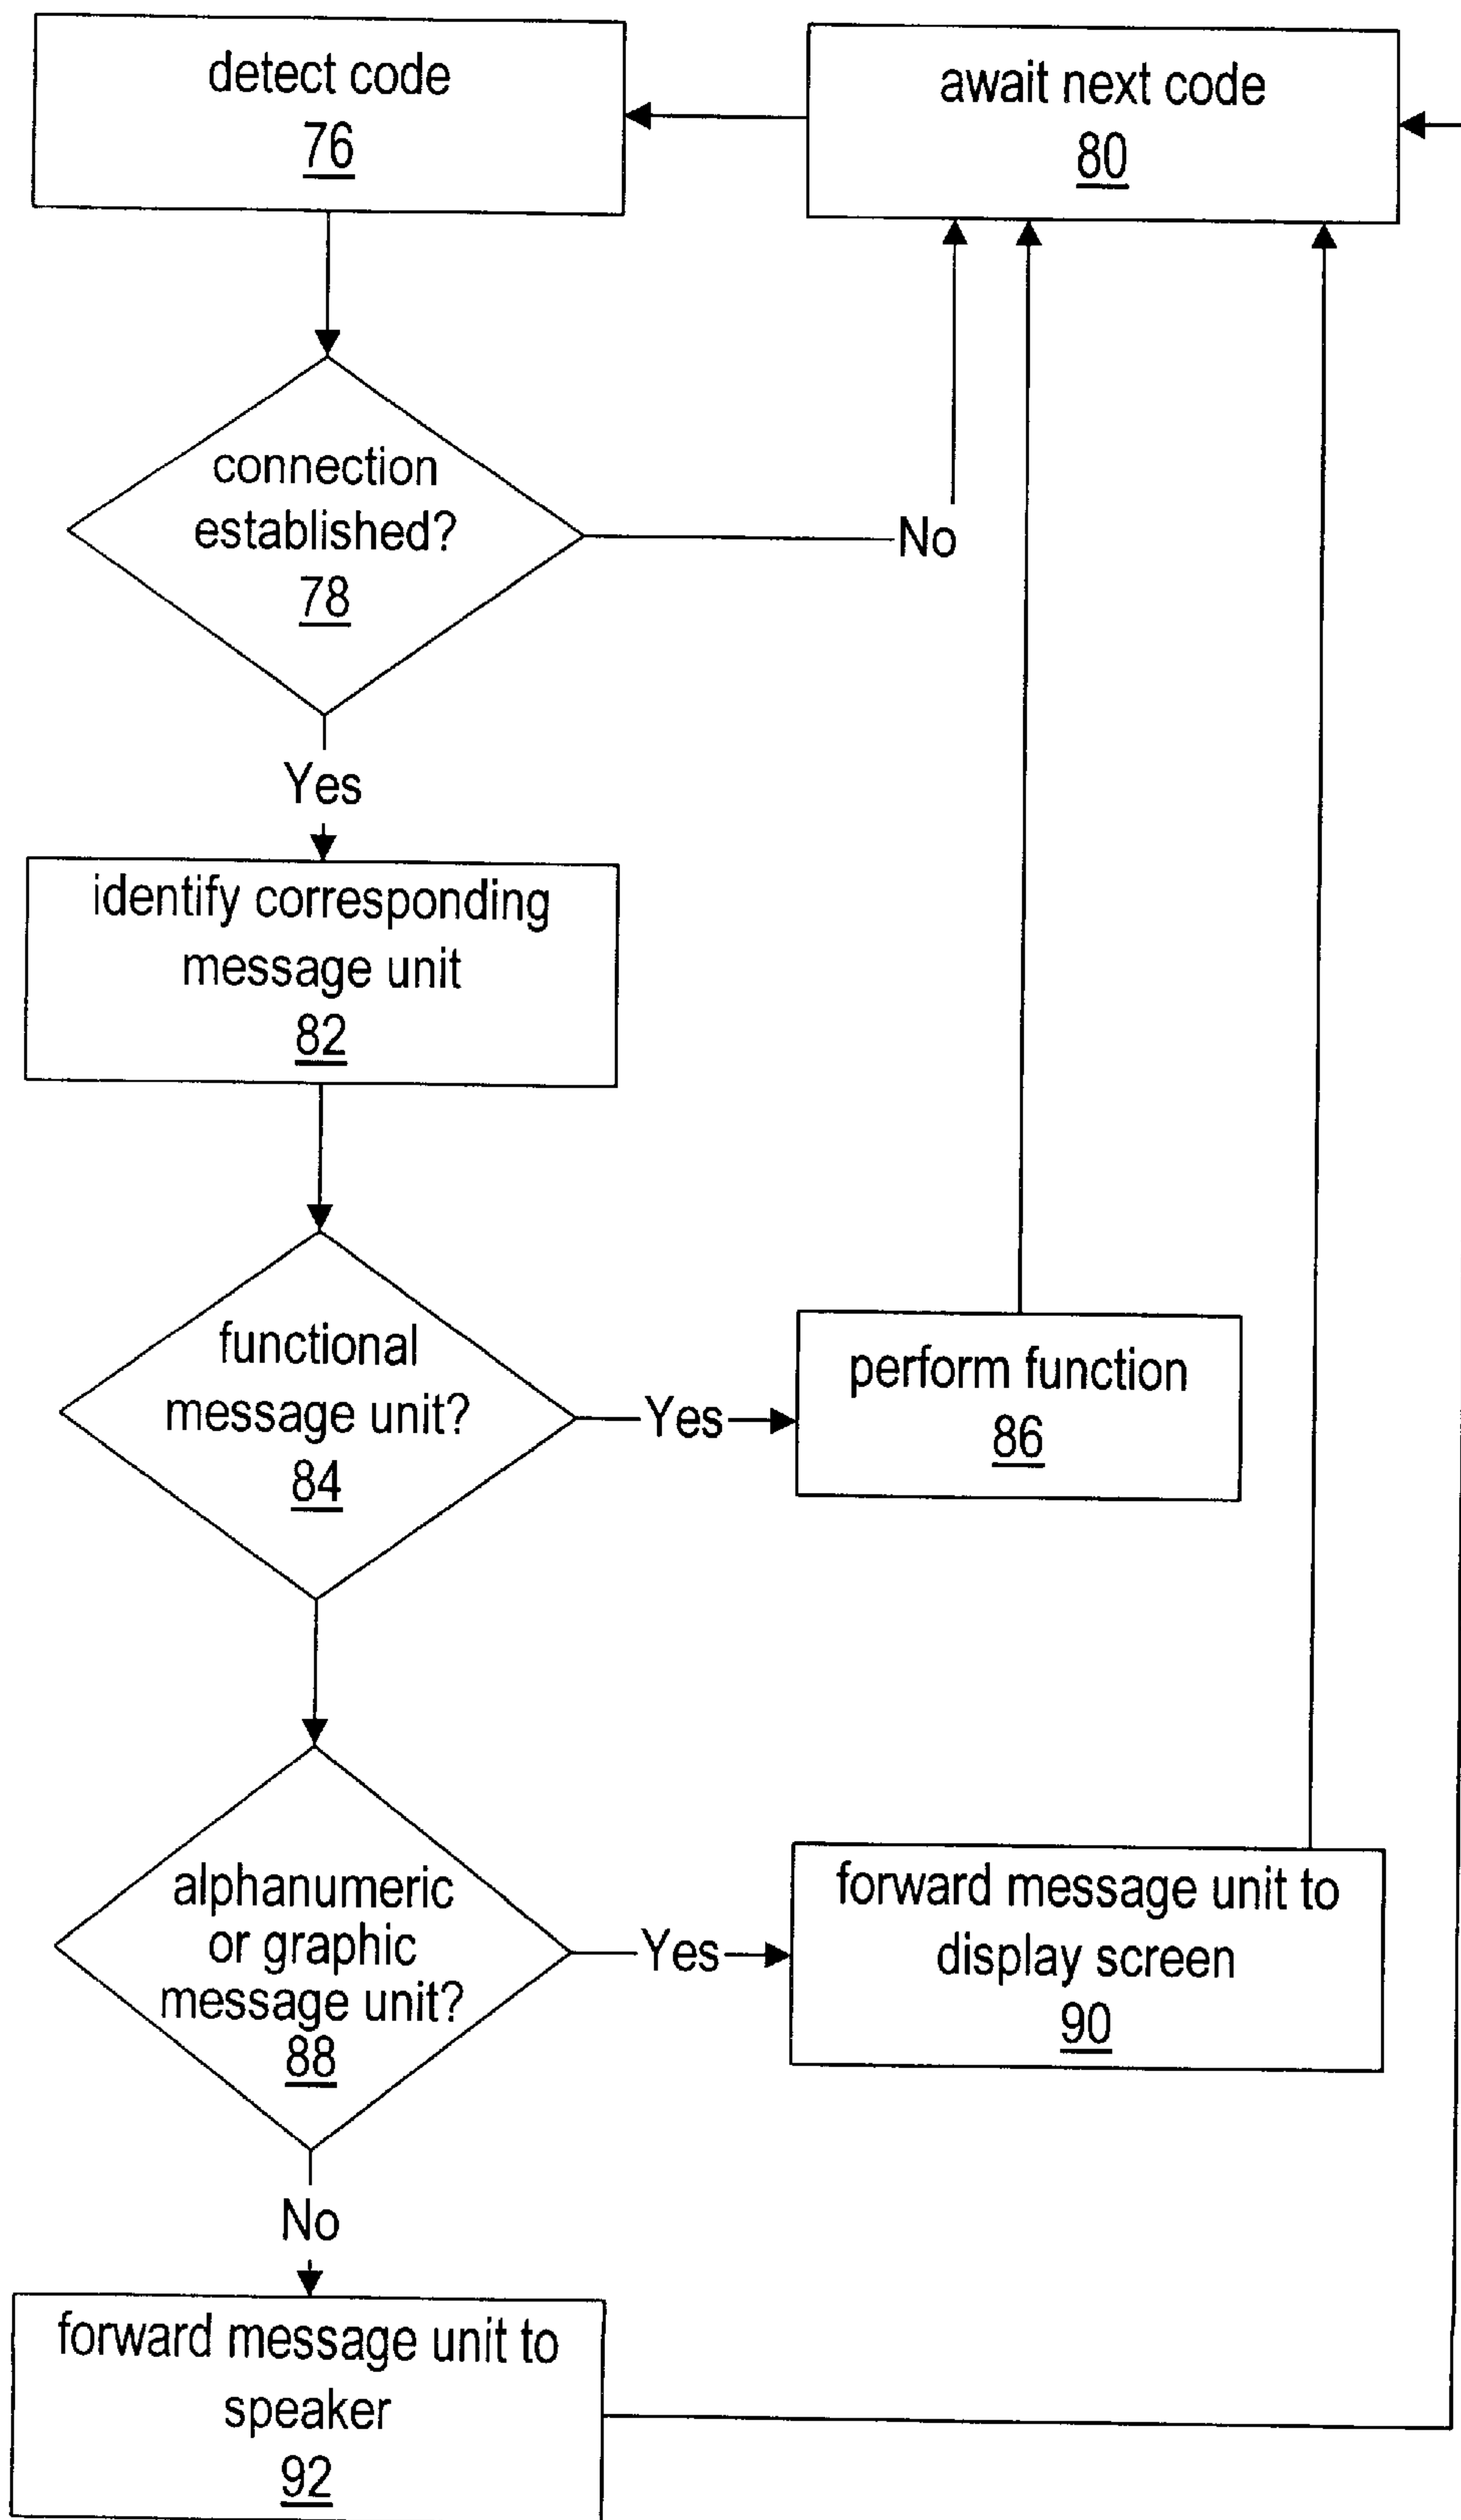 detect code
76
await next code
80
connection
established?
78
No
Yes
identify corresponding
message unit
82
functional
message unit?
84
Yes
perform function
86
alphanumeric
or graphic
message unit?
88
Yes
forward message unit to
display screen
90
No
forward message unit to
speaker
92